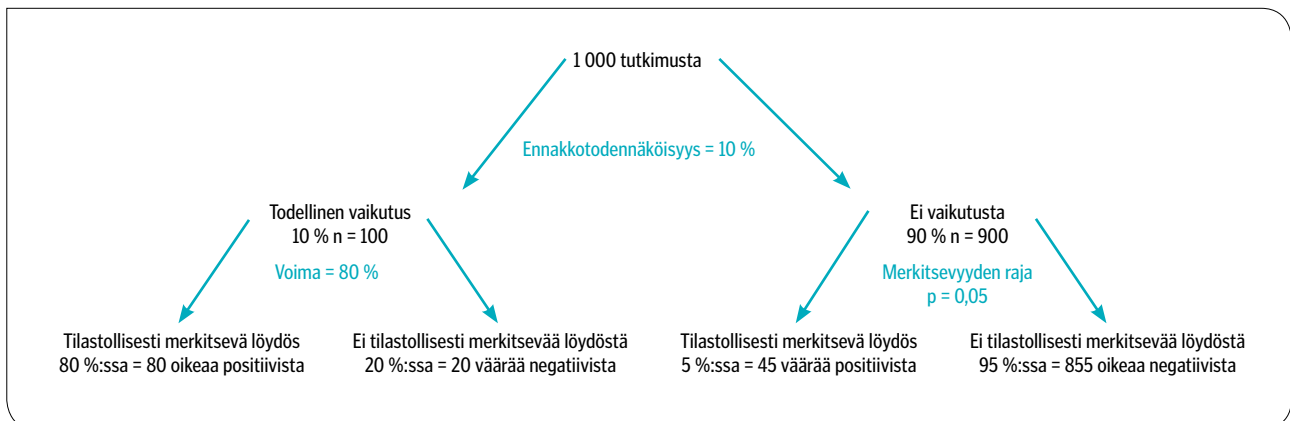 1 000 tutkimusta
Ennakkotodennäköisyys = 10 %
Todellinen vaikutus
10 % n = 100
Voima = 80 %
Ei vaikutusta
90 % n = 900
Merkitsevyyden raja
p = 0,05
Tilastollisesti merkitsevä löydös
80 %:ssa = 80 oikeaa positiivista
Ei tilastollisesti merkitsevää löydöstä
20 %:ssa = 20 väärää negatiivista
Tilastollisesti merkitsevä löydös
5 %:ssa = 45 väärää positiivista
Ei tilastollisesti merkitsevää löydöstä
95 %:ssa = 855 oikeaa negatiivista